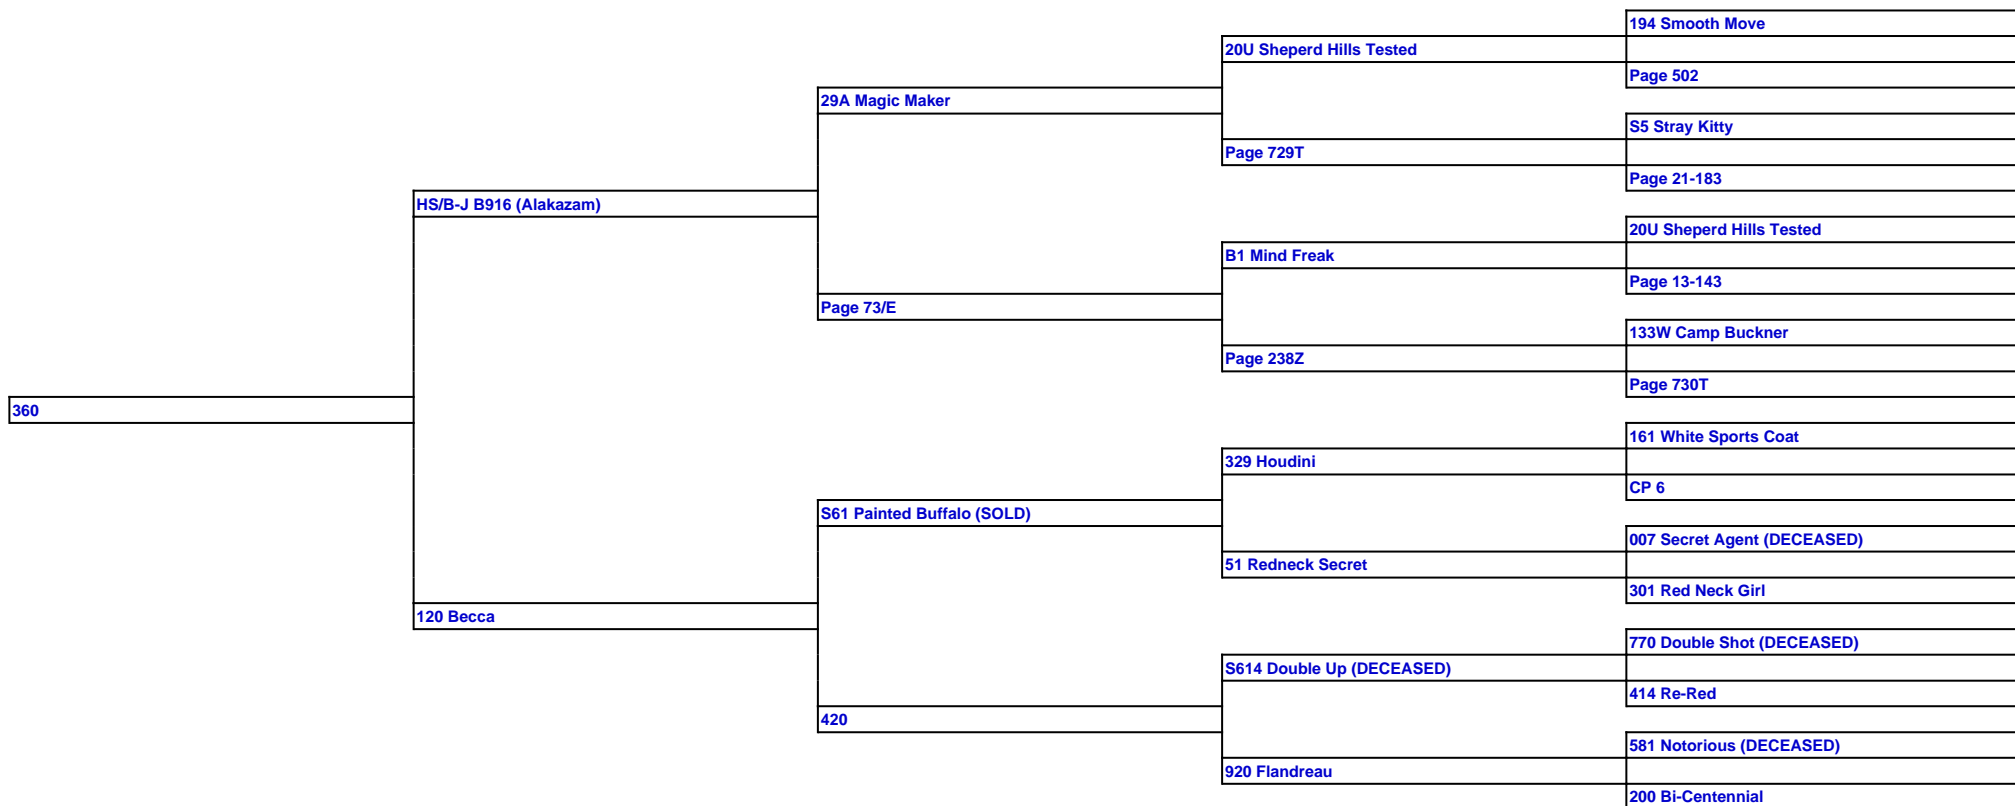 194 Smooth Move
20U Sheperd Hills Tested
Page 502
29A Magic Maker
S5 Stray Kitty
Page 729T
Page 21-183
HS/B-J B916 (Alakazam)
20U Sheperd Hills Tested
B1 Mind Freak
Page 13-143
Page 73/E
133W Camp Buckner
Page 238Z
Page 730T
360
161 White Sports Coat
329 Houdini
CP 6
S61 Painted Buffalo (SOLD)
007 Secret Agent (DECEASED)
51 Redneck Secret
301 Red Neck Girl
120 Becca
770 Double Shot (DECEASED)
S614 Double Up (DECEASED)
414 Re-Red
420
581 Notorious (DECEASED)
920 Flandreau
200 Bi-Centennial